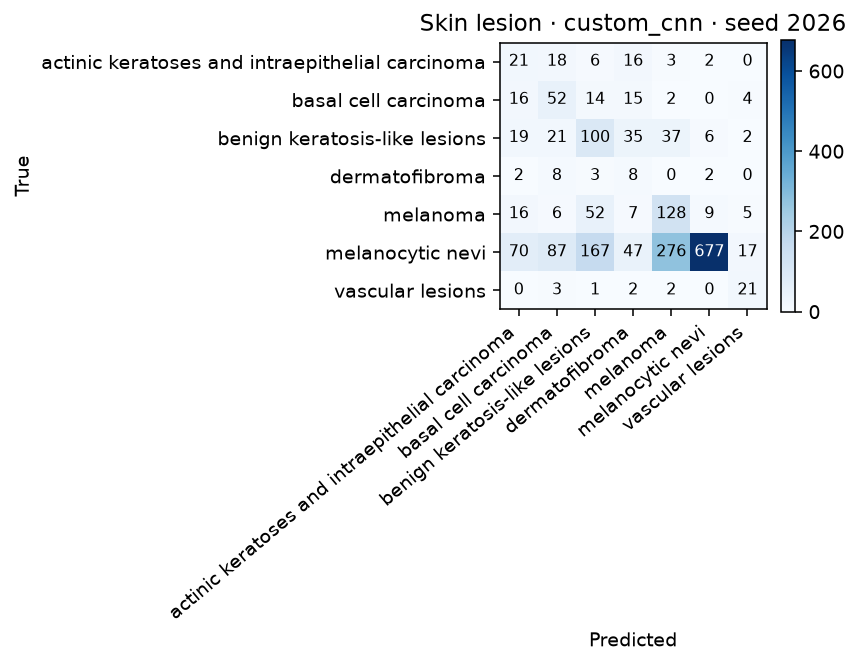 Skin lesion · custom_cnn · seed 2026
True
actinic keratoses and intraepithelial carcinoma 21 18 6 16 3 2 0
basal cell carcinoma 16 52 14 15 2 0 4
benign keratosis-like lesions 19 21 100 35 37 6 2
dermatofibroma 2 8 3 8 0 2 0
melanoma 16 6 52 7 128 9 5
melanocytic nevi 70 87 167 47 276 677 17
vascular lesions 0 3 1 2 2 0 21
600
400
200
0
actinic keratoses and intraepithelial carcinoma
basal cell carcinoma
benign keratosis-like lesions
dermatofibroma
melanoma
melanocytic nevi
vascular lesions
Predicted